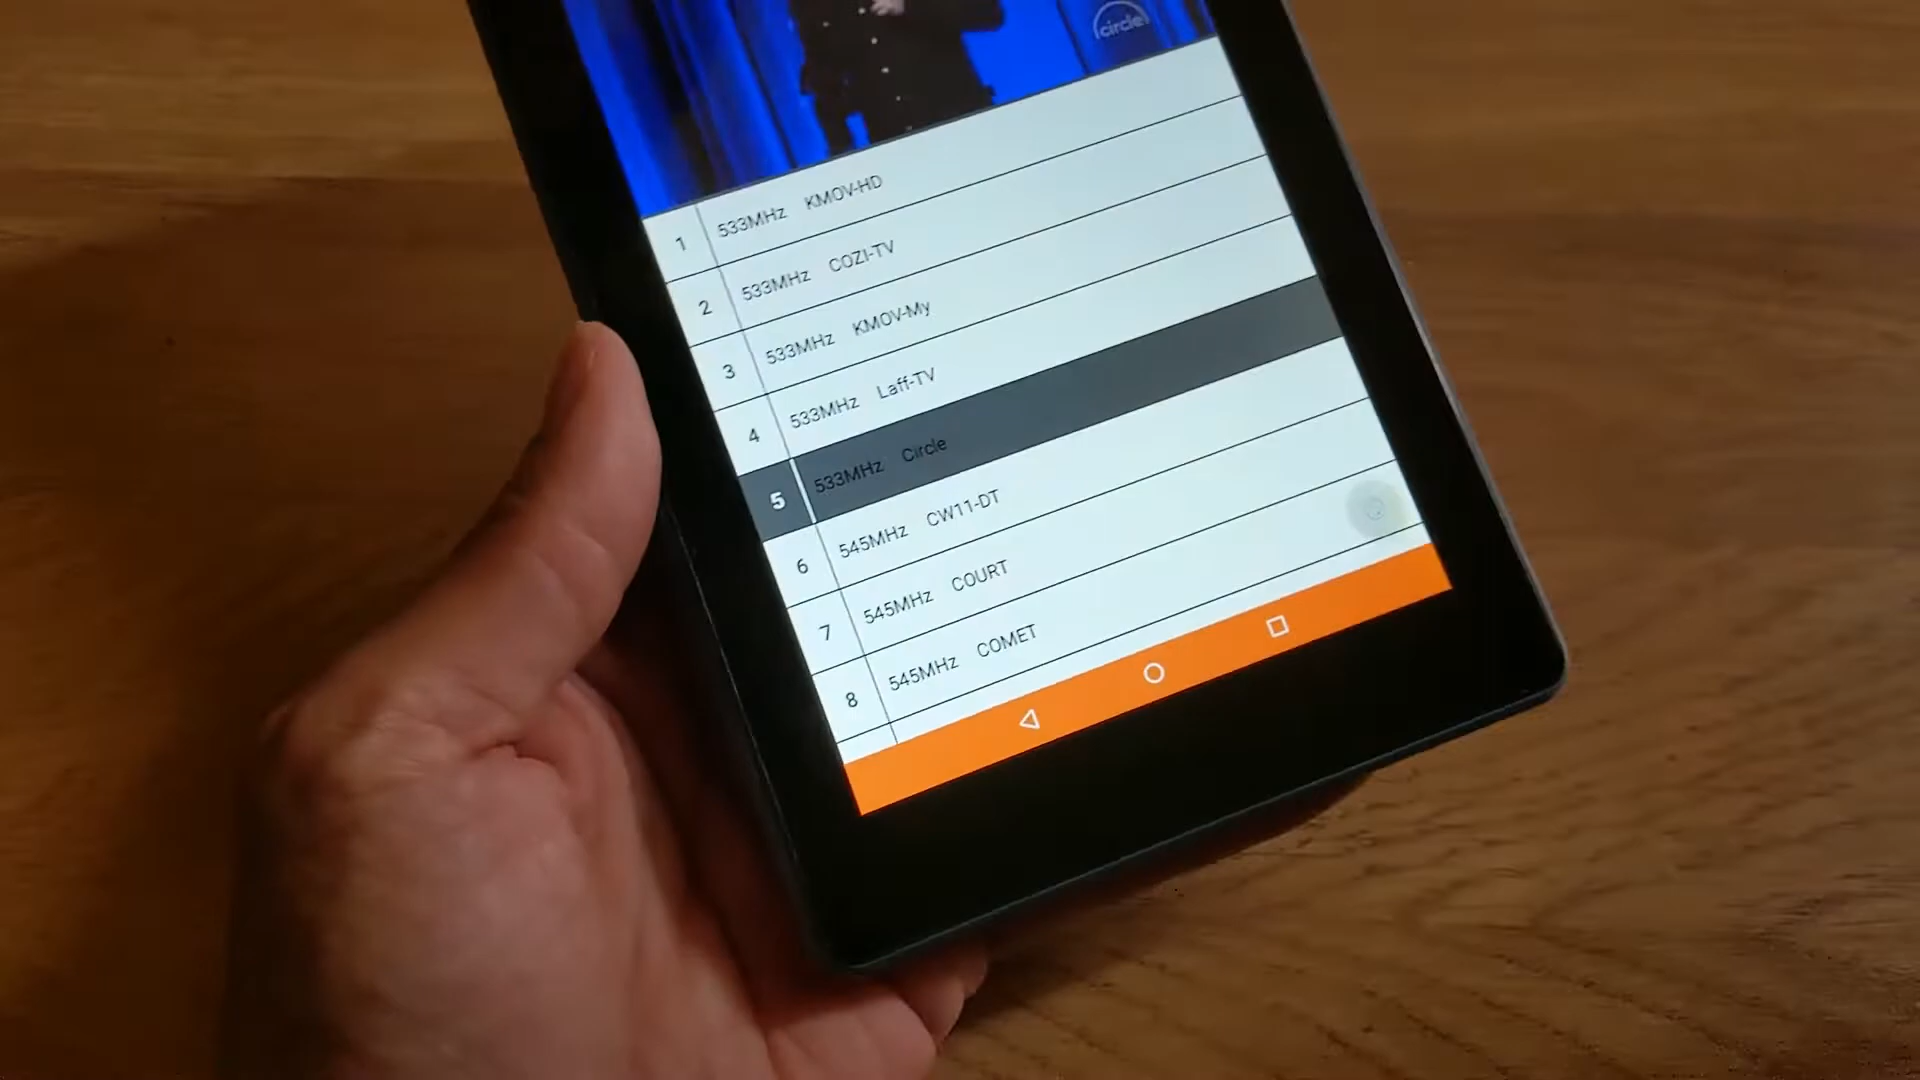 circle
1 533MHz KMOV-HD
2 533MHz COZI-TV
3 533MHz KMOV-My
4 533MHz Laff-TV
5 533MHz Circle
6 545MHz CW11-DT
7 545MHz COURT
8 545MHz COMET